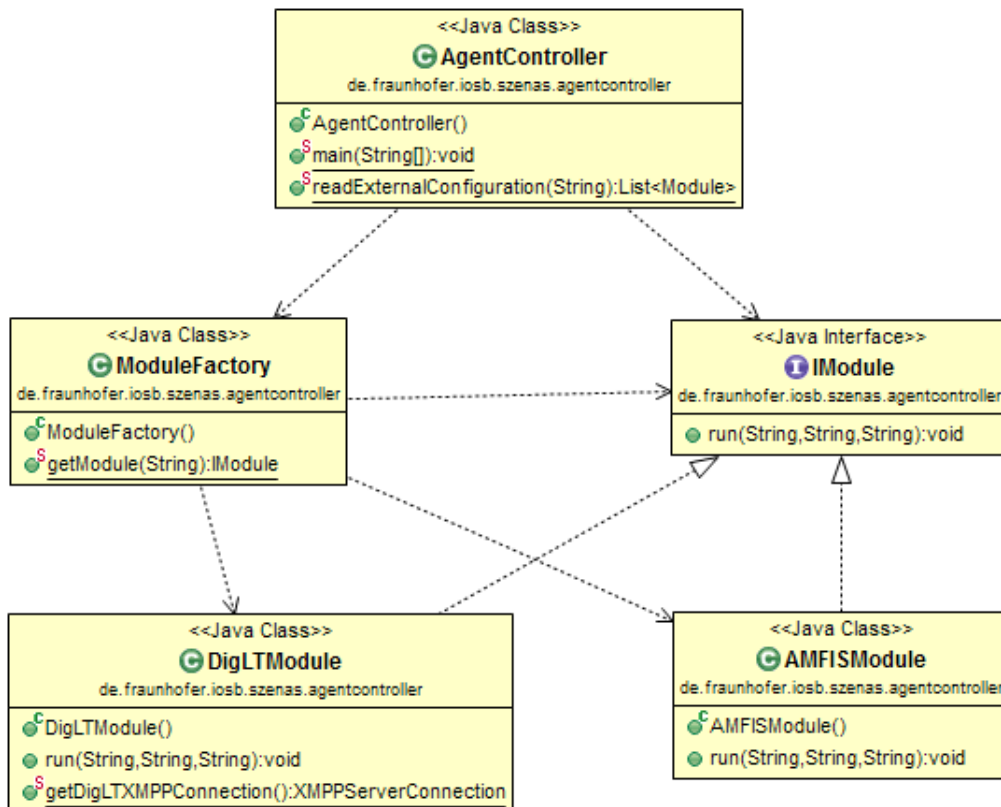 <<Java Class>>
C AgentController
de.fraunhofer.iosb.szenas.agentcontroller
C AgentController()
S main(String[]):void
S readExternalConfiguration(String):List<Module>
<<Java Class>>
C ModuleFactory
de.fraunhofer.iosb.szenas.agentcontroller
C ModuleFactory()
S getModule(String):IModule
<<Java Interface>>
I IModule
de.fraunhofer.iosb.szenas.agentcontroller
run(String,String,String):void
<<Java Class>>
C DigLTModule
de.fraunhofer.iosb.szenas.agentcontroller
C DigLTModule()
run(String,String,String):void
S getDigLTXMPPConnection():XMPPServerConnection
<<Java Class>>
C AMFISModule
de.fraunhofer.iosb.szenas.agentcontroller
C AMFISModule()
run(String,String,String):void